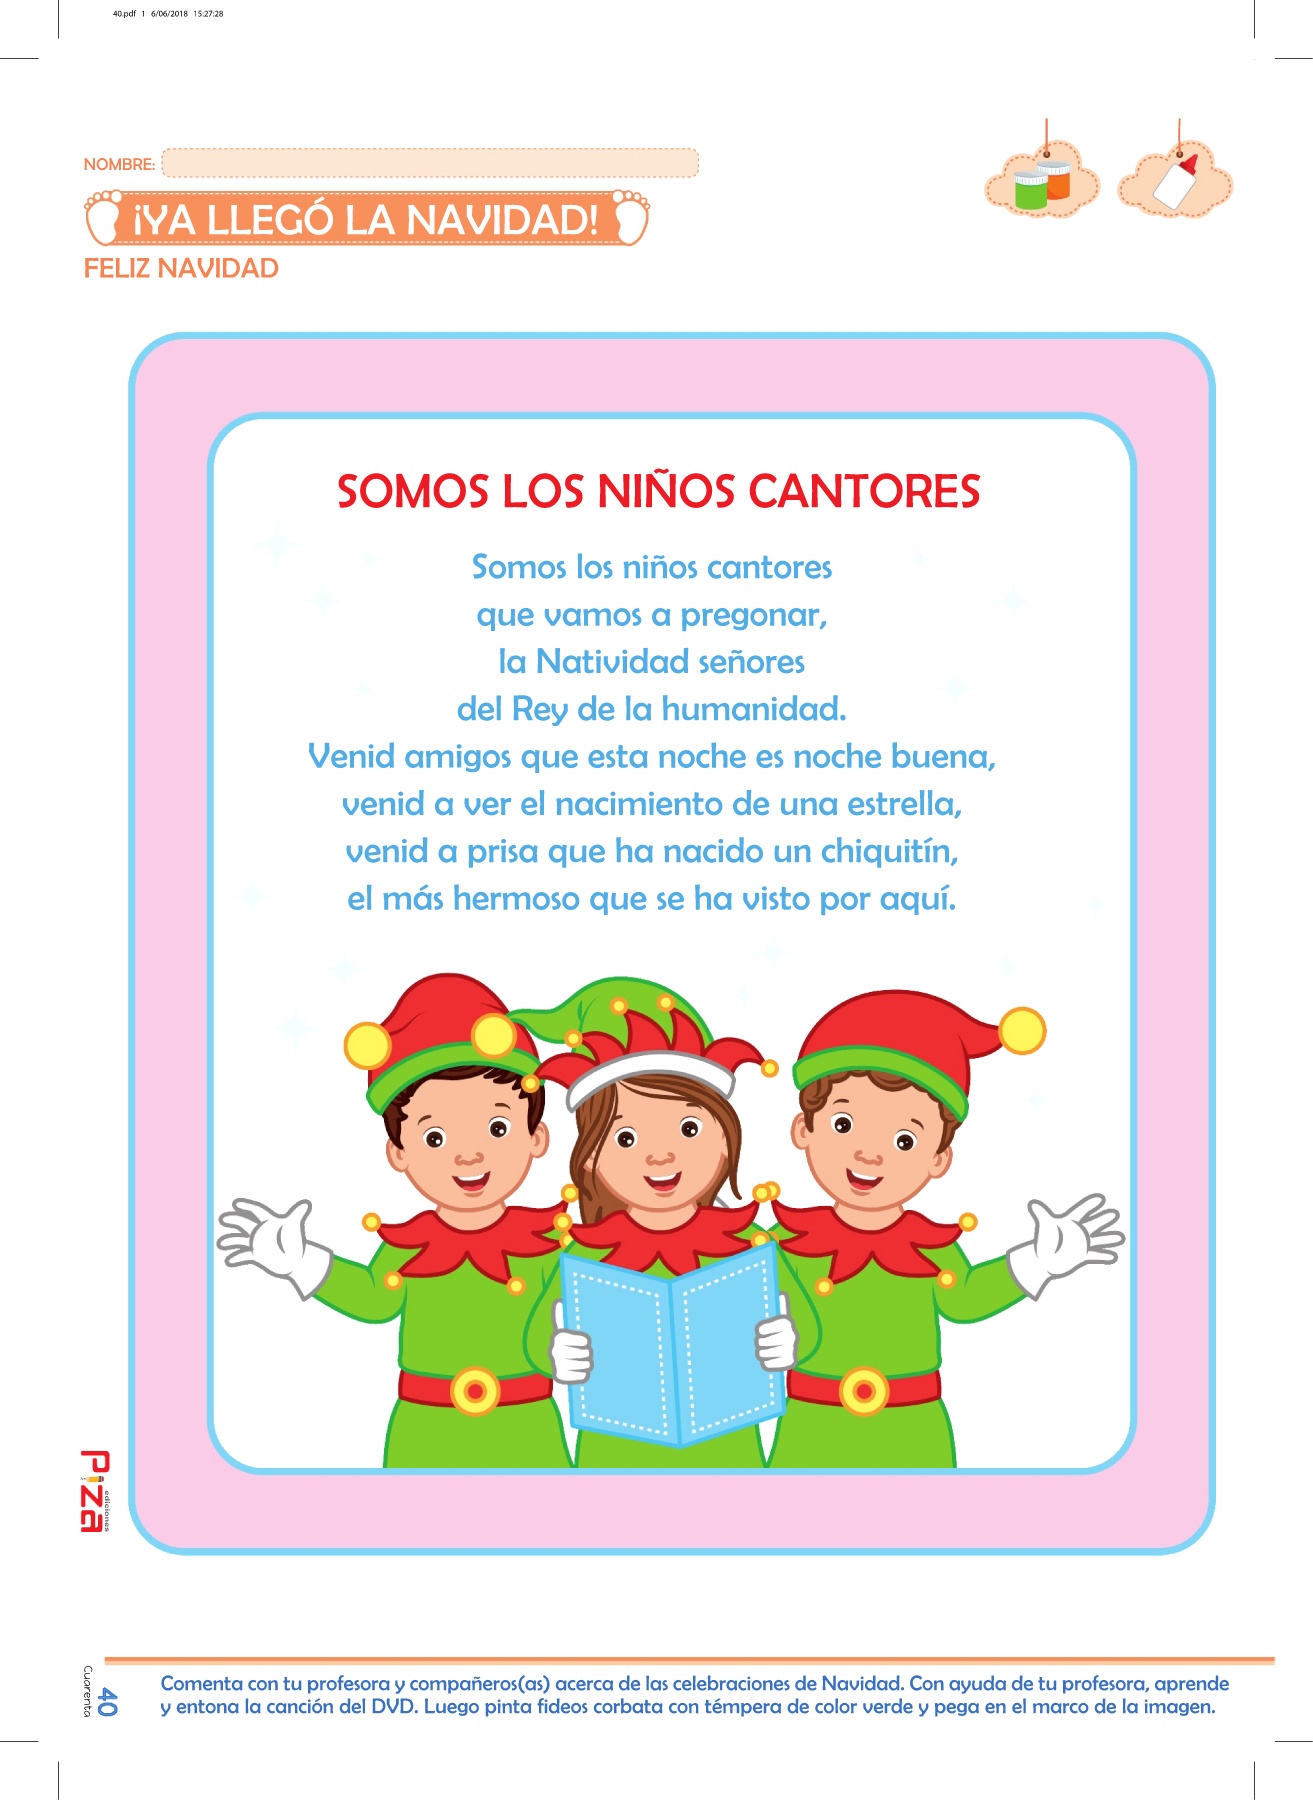 40.pdf 1 6/06/2018 15:27:28
NOMBRE:
¡YA LLEGÓ LA NAVIDAD!
FELIZ NAVIDAD
SOMOS LOS NIÑOS CANTORES
Somos los niños cantores
que vamos a pregonar,
la Natividad señores
del Rey de la humanidad.
Venid amigos que esta noche es noche buena,
venid a ver el nacimiento de una estrella,
venid a prisa que ha nacido un chiquitín,
el más hermoso que se ha visto por aquí.
Piza
ediciones
Cuarenta
40
Comenta con tu profesora y compañeros(as) acerca de las celebraciones de Navidad. Con ayuda de tu profesora, aprende
y entona la canción del DVD. Luego pinta fideos corbata con témpera de color verde y pega en el marco de la imagen.